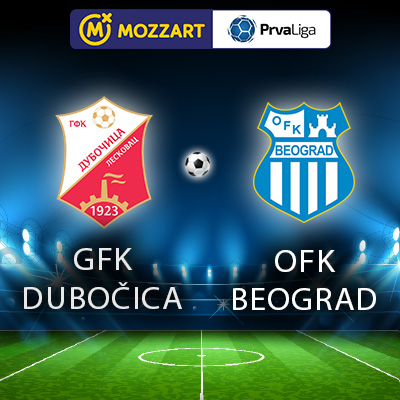 MOZZART PrvaLiga
ГФК
ДУБОЧИЦА
ЛЕСКОВАЦ
1923
OFK
BEOGRAD
GFK
DUBOČICA
OFK
BEOGRAD